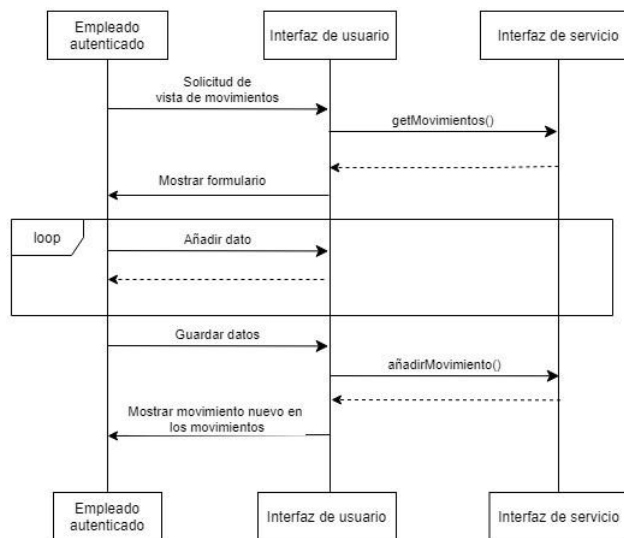 Empleado
autenticado
Interfaz de usuario
Interfaz de servicio
Solicitud de
vista de movimientos
getMovimientos()
Mostrar formulario
loop
Añadir dato
Guardar datos
añadirMovimiento()
Mostrar movimiento nuevo en
los movimientos
Empleado
autenticado
Interfaz de usuario
Interfaz de servicio